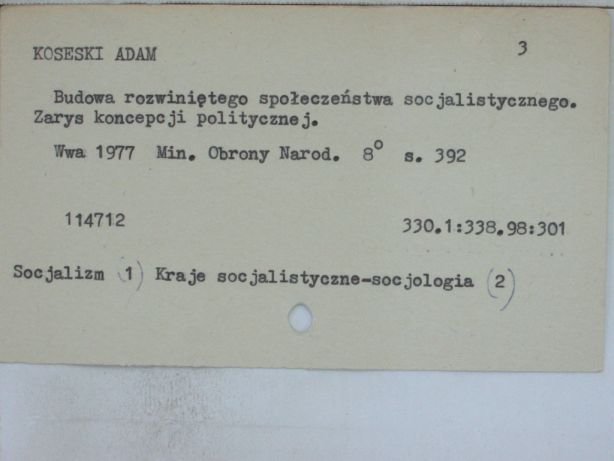 KOSESKI ADAM 3
Budowa rozwiniętego społeczeństwa socjalistycznego.
Zarys koncepcji politycznej.
Wwa 1977 Min. Obrony Narod. 8° s. 392
114712 330.1:338.98:301
Socjalizm 1) Kraje socjalistyczne-socjologia (2)